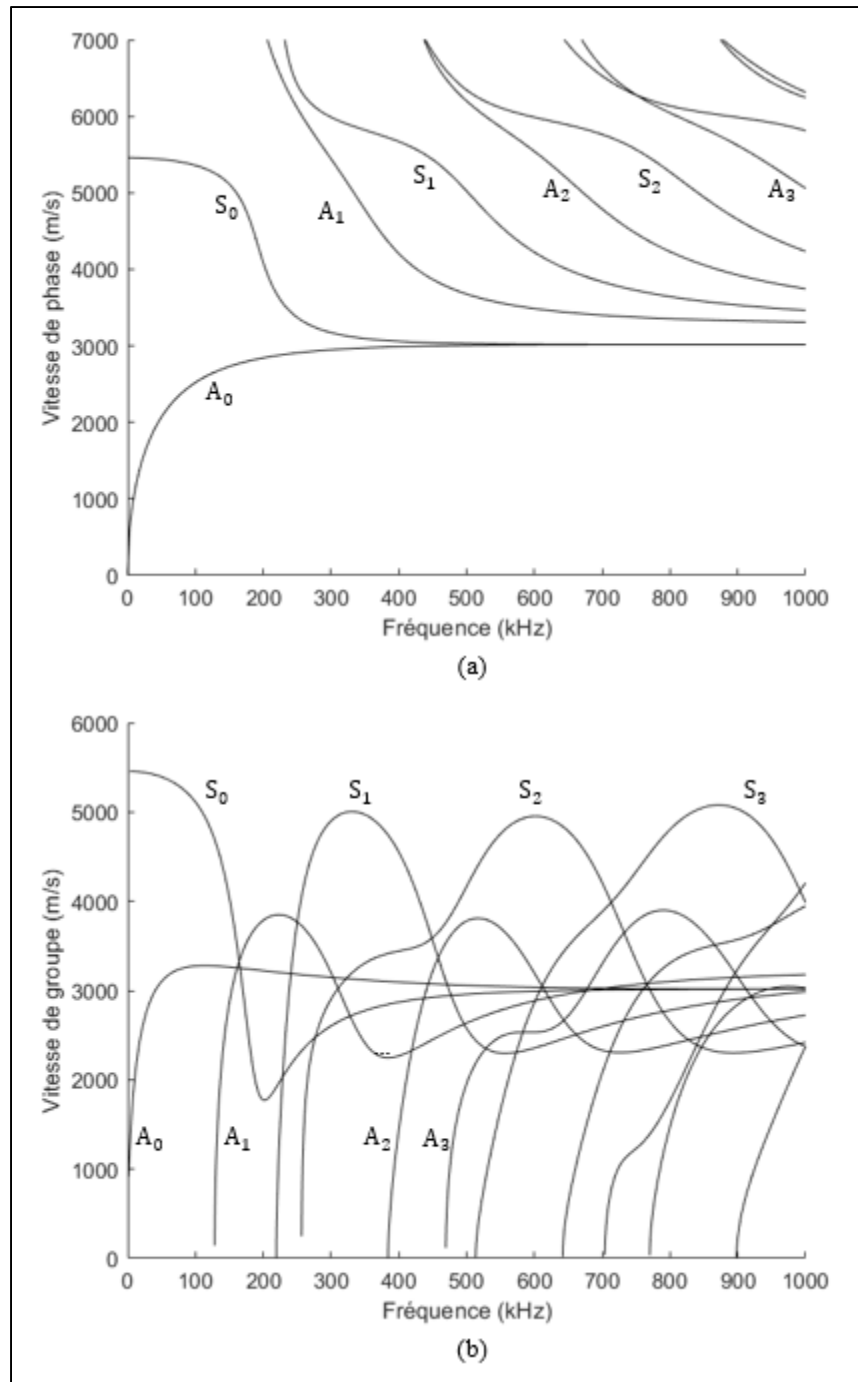 7000
6000
5000
4000
3000
2000
1000
0
Vitesse de phase (m/s)
S₀
A₀
A₁
S₁
A₂
S₂
A₃
0 100 200 300 400 500 600 700 800 900 1000
Fréquence (kHz)
(a)
6000
5000
4000
3000
2000
1000
0
Vitesse de groupe (m/s)
S₀ S₁ S₂ S₃
A₀ A₁ A₂ A₃
0 100 200 300 400 500 600 700 800 900 1000
Fréquence (kHz)
(b)